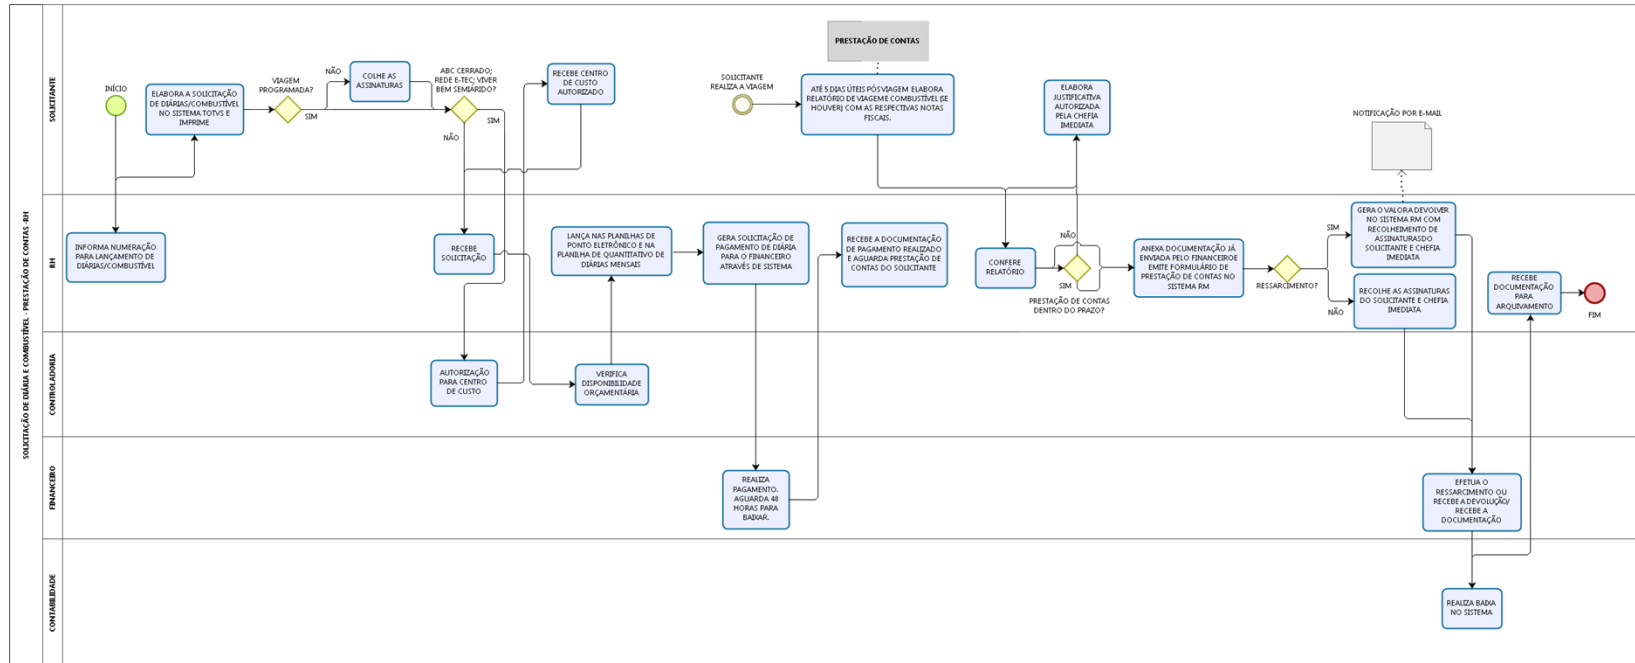 SOLICITAÇÃO DE DIÁRIA E COMBUSTÍVEL - PRESTAÇÃO DE CONTAS -RH
SOLICITANTE
INÍCIO
ELABORA A SOLICITAÇÃO
DE DIÁRIAS/COMBUSTÍVEL
NO SISTEMA TOTVS E
IMPRIME
VIAGEM
PROGRAMADA?
NÃO
SIM
COLHE AS
ASSINATURAS
ABC CERRADO;
REDE E-TEC; VIVER
BEM SEMIÁRIDO?
SIM
NÃO
RECEBE CENTRO
DE CUSTO
AUTORIZADO
SOLICITANTE
REALIZA A VIAGEM
PRESTAÇÃO DE CONTAS
ATÉ 5 DIAS ÚTEIS PÓS VIAGEM ELABORA
RELATÓRIO DE VIAGEM E COMBUSTÍVEL (SE
HOUVER) COM AS RESPECTIVAS NOTAS
FISCAIS.
ELABORA
JUSTIFICATIVA
AUTORIZADA
PELA CHEFIA
IMEDIATA
NOTIFICAÇÃO POR E-MAIL
RH
INFORMA NUMERAÇÃO
PARA LANÇAMENTO DE
DIÁRIAS/COMBUSTÍVEL
RECEBE
SOLICITAÇÃO
LANÇA NAS PLANILHAS DE
PONTO ELETRÔNICO E NA
PLANILHA DE QUANTITATIVO DE
DIÁRIAS MENSAIS
GERA SOLICITAÇÃO DE
PAGAMENTO DE DIÁRIA
PARA O FINANCEIRO
ATRAVÉS DE SISTEMA
RECEBE A DOCUMENTAÇÃO
DE PAGAMENTO REALIZADO
E AGUARDA PRESTAÇÃO DE
CONTAS DO SOLICITANTE
CONFERE
RELATÓRIO
NÃO
SIM
PRESTAÇÃO DE CONTAS
DENTRO DO PRAZO?
ANEXA DOCUMENTAÇÃO JÁ
ENVIADA PELO FINANCEIROE
EMITE FORMULÁRIO DE
PRESTAÇÃO DE CONTAS NO
SISTEMA RM
RESSARCIMENTO?
SIM
NÃO
GERA O VALORA DEVOLVER
NO SISTEMA RM COM
RECOLHEIMENTO DE
ASSINATURASDO
SOLICITANTE E CHEFIA
IMEDIATA
RECOLHE AS ASSINATURAS
DO SOLICITANTE E CHEFIA
IMEDIATA
RECEBE
DOCUMENTAÇÃO
PARA
ARQUIVAMENTO
FIM
CONTROLADORIA
AUTORIZAÇÃO
PARA CENTRO
DE CUSTO
VERIFICA
DISPONIBILIDADE
ORÇAMENTÁRIA
FINANCEIRO
REALIZA
PAGAMENTO.
AGUARDA 48
HORAS PARA
BAIXAR.
EFETUA O
RESSARCIMENTO OU
RECEBE A DEVOLUÇÃO/
RECEBE A
DOCUMENTAÇÃO
CONTABILIDADE
REALIZA BAIXA
NO SISTEMA